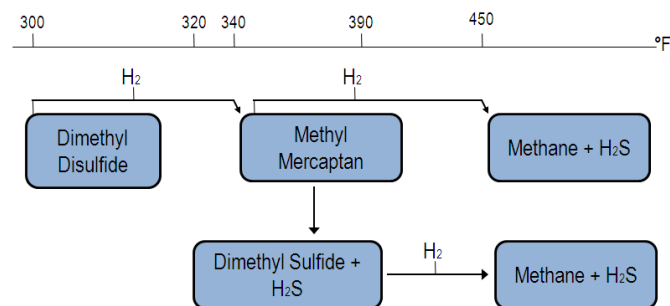 300 320 340 390 450
°F
H₂ H₂
Dimethyl
Disulfide
Methyl
Mercaptan
Methane + H₂S
Dimethyl Sulfide +
H₂S
H₂
Methane + H₂S